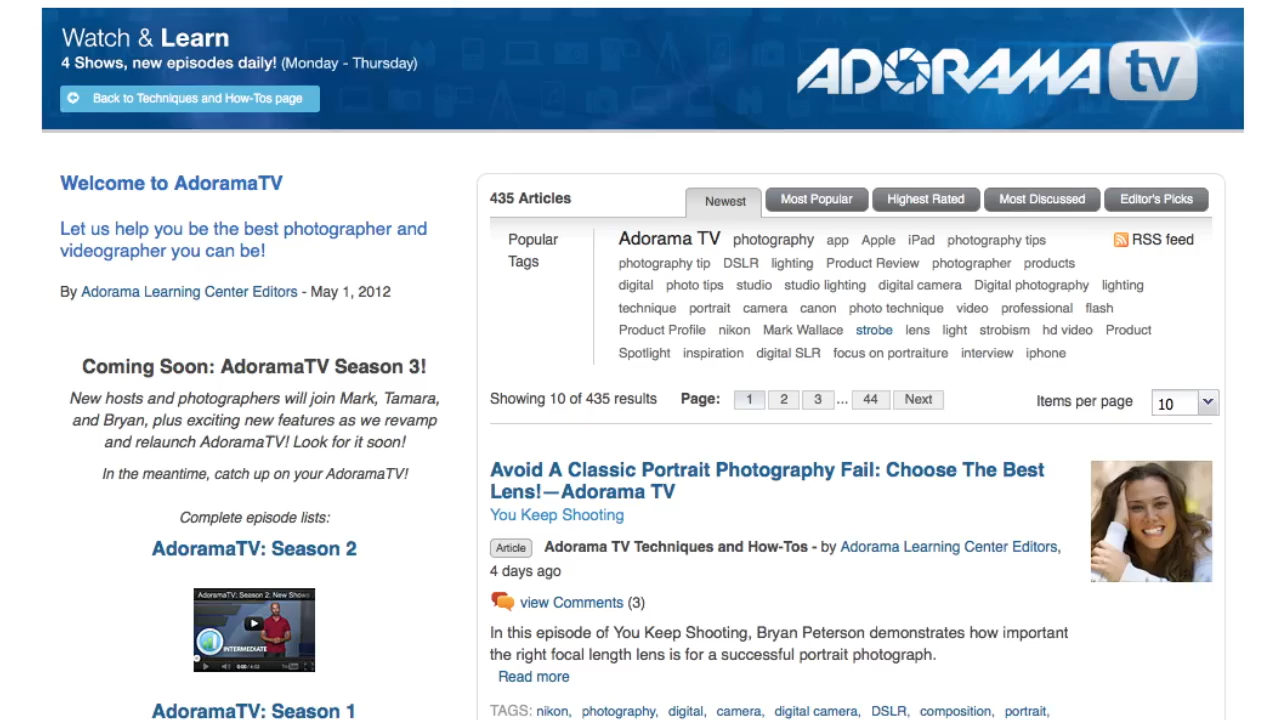 Watch & Learn
4 Shows, new episodes daily! (Monday - Thursday)
Back to Techniques and How-Tos page
ADORAMA tv
Welcome to AdoramaTV
Let us help you be the best photographer and
videographer you can be!
By Adorama Learning Center Editors - May 1, 2012
Coming Soon: AdoramaTV Season 3!
New hosts and photographers will join Mark, Tamara,
and Bryan, plus exciting new features as we revamp
and relaunch AdoramaTV! Look for it soon!
In the meantime, catch up on your AdoramaTV!
Complete episode lists:
AdoramaTV: Season 2
AdoramaTV: Season 2: New Shows
INTERMEDIATE
AdoramaTV: Season 1
435 Articles
Newest
Most Popular
Highest Rated
Most Discussed
Editor's Picks
Popular
Tags
Adorama TV photography app Apple iPad photography tips
RSS feed
photography tip DSLR lighting Product Review photographer products
digital photo tips studio studio lighting digital camera Digital photography lighting
technique portrait camera canon photo technique video professional flash
Product Profile nikon Mark Wallace strobe lens light strobism hd video Product
Spotlight inspiration digital SLR focus on portraiture interview iphone
Showing 10 of 435 results Page: 1 2 3 ... 44 Next
Items per page 10
Avoid A Classic Portrait Photography Fail: Choose The Best
Lens!—Adorama TV
You Keep Shooting
Article Adorama TV Techniques and How-Tos - by Adorama Learning Center Editors,
4 days ago
view Comments (3)
In this episode of You Keep Shooting, Bryan Peterson demonstrates how important
the right focal length lens is for a successful portrait photograph.
Read more
TAGS: nikon, photography, digital, camera, digital camera, DSLR, composition, portrait,